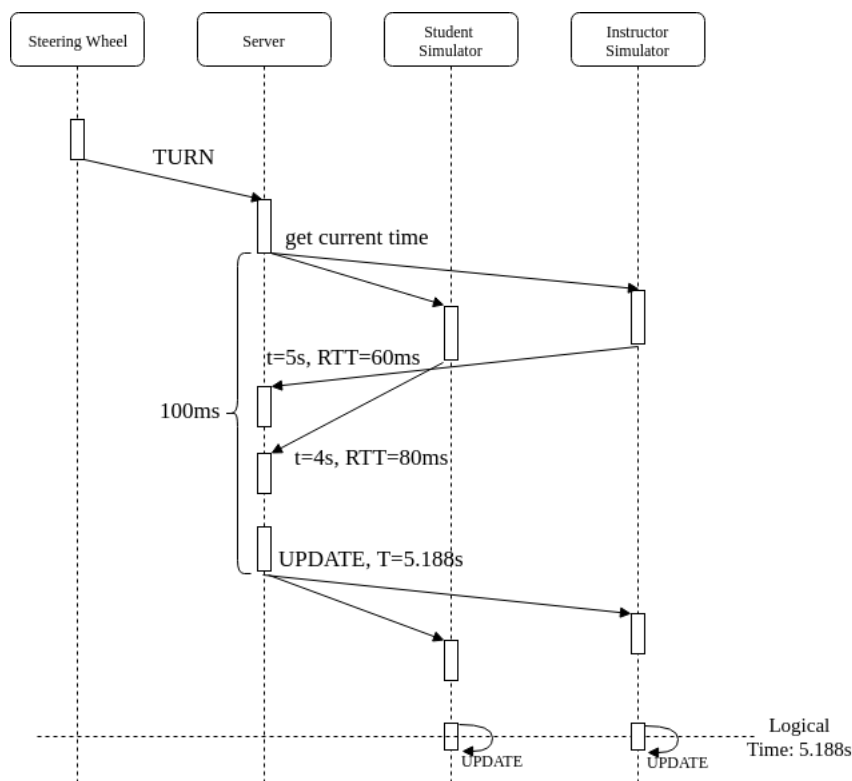 Steering Wheel
Server
Student
Simulator
Instructor
Simulator
TURN
get current time
t=5s, RTT=60ms
100ms
t=4s, RTT=80ms
UPDATE, T=5.188s
Logical
Time: 5.188s
UPDATE
UPDATE